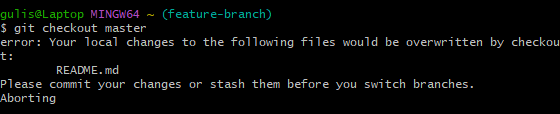 gulis@Laptop MINGW64 ~ (feature-branch)
$ git checkout master
error: Your local changes to the following files would be overwritten by checkou
t:
        README.md
Please commit your changes or stash them before you switch branches.
Aborting